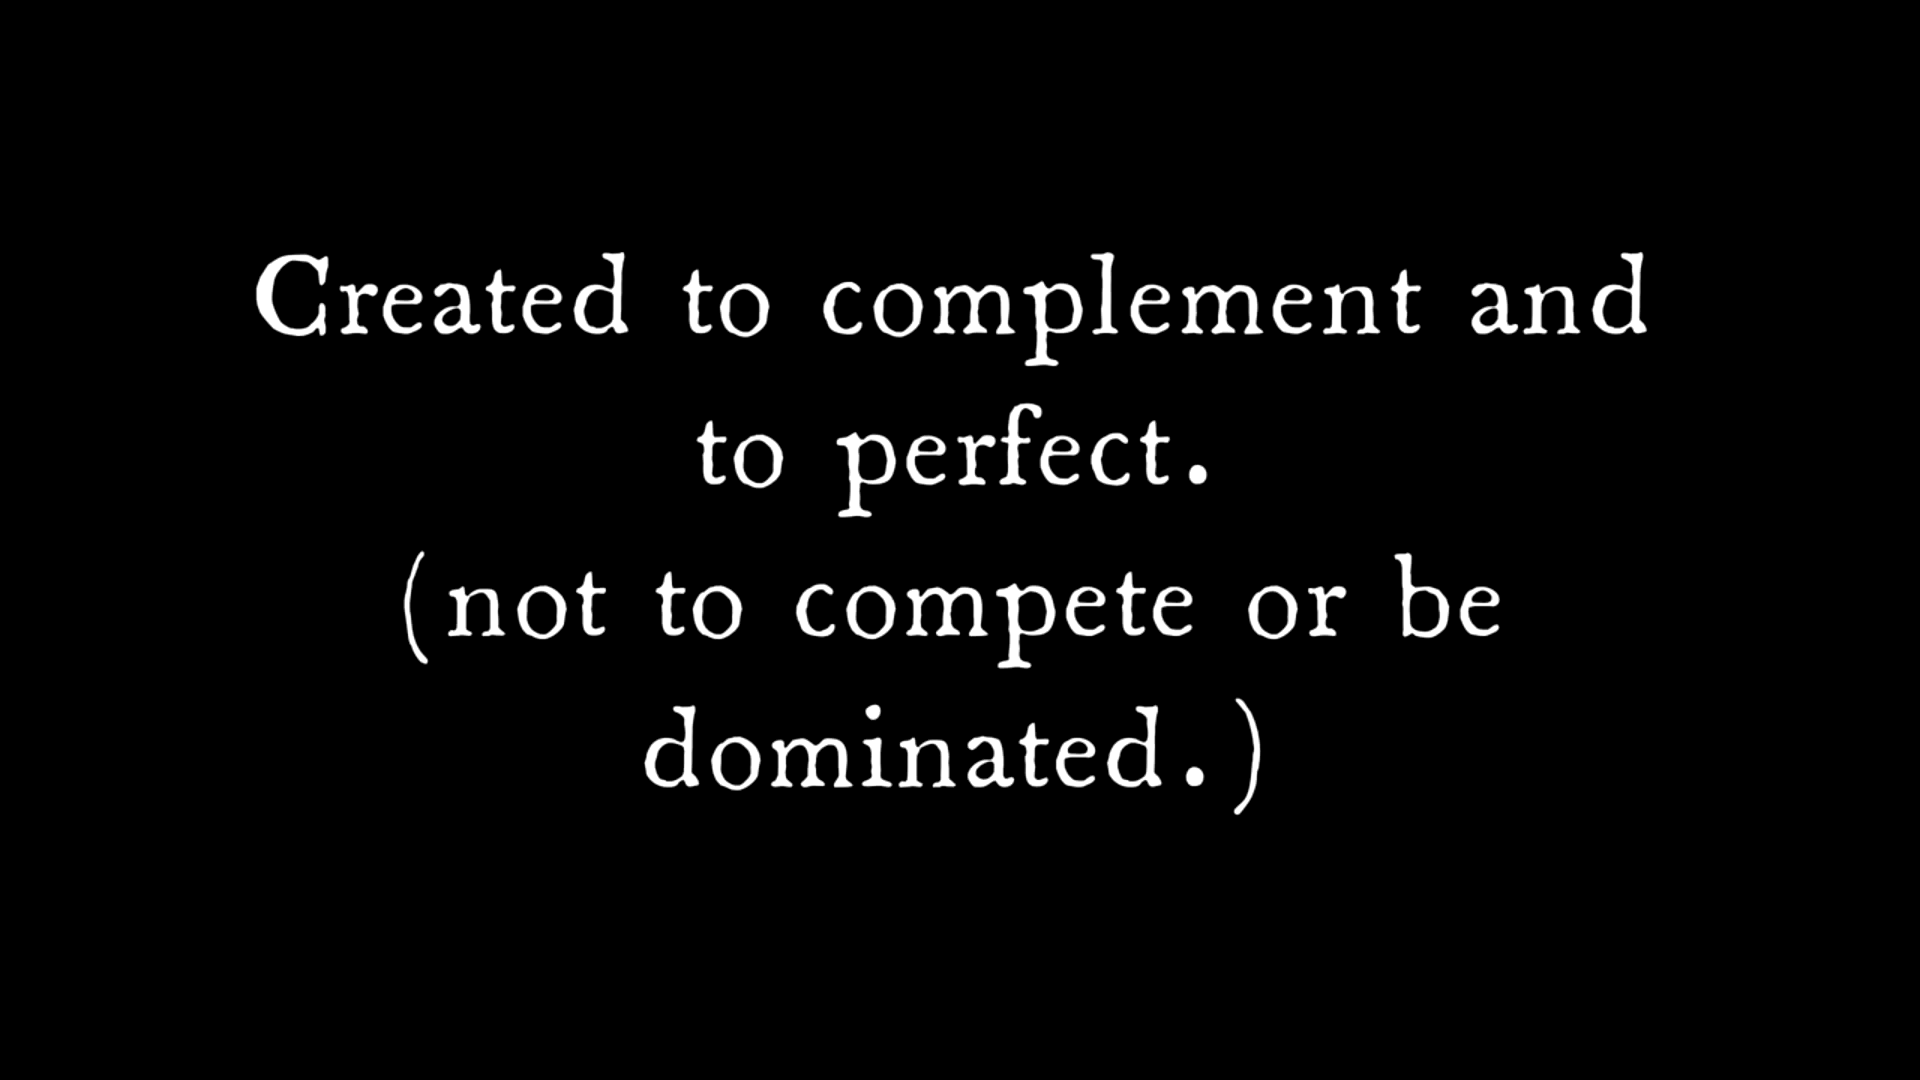 Created to complement and
to perfect.
(not to compete or be
dominated.)